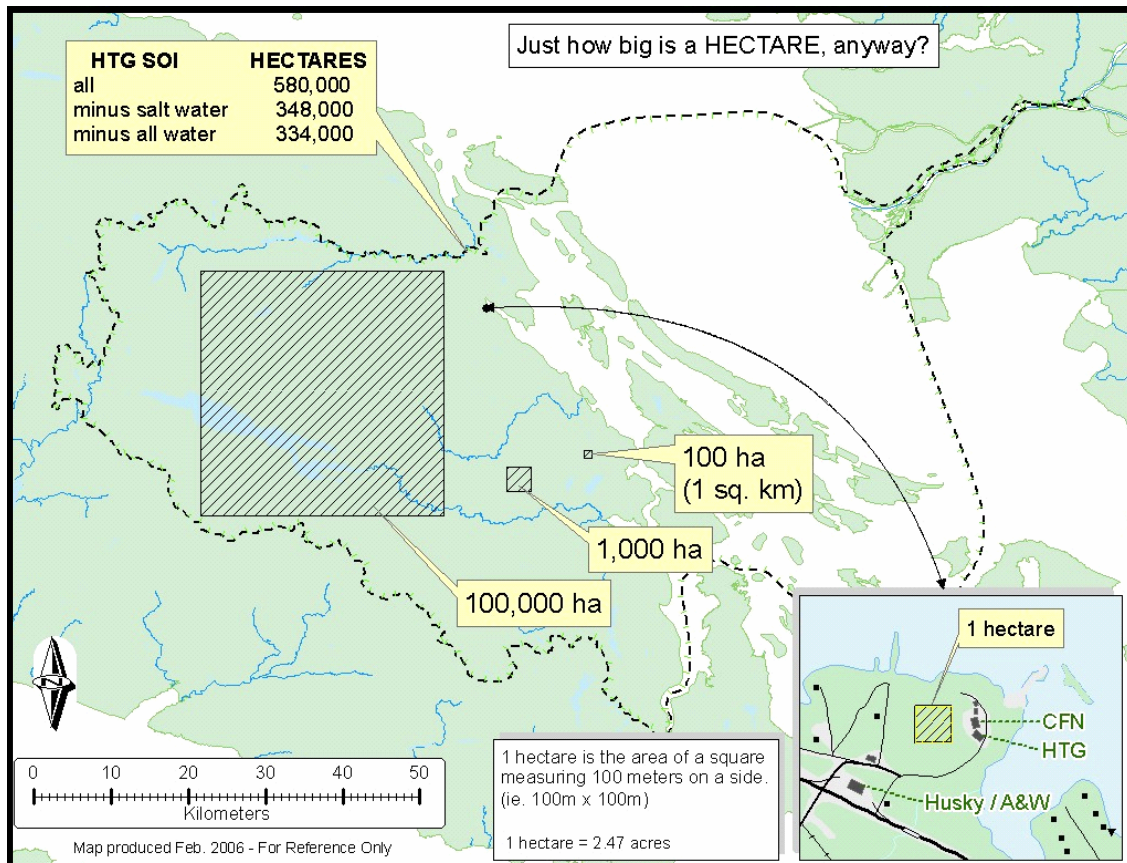 Just how big is a HECTARE, anyway?
HTG SOI HECTARES
all 580,000
minus salt water 348,000
minus all water 334,000
100 ha
(1 sq. km)
1,000 ha
100,000 ha
1 hectare
CFN
HTG
Husky / A&W
N
0 10 20 30 40 50
Kilometers
Map produced Feb. 2006 - For Reference Only
1 hectare is the area of a square
measuring 100 meters on a side.
(ie. 100m x 100m)
1 hectare = 2.47 acres